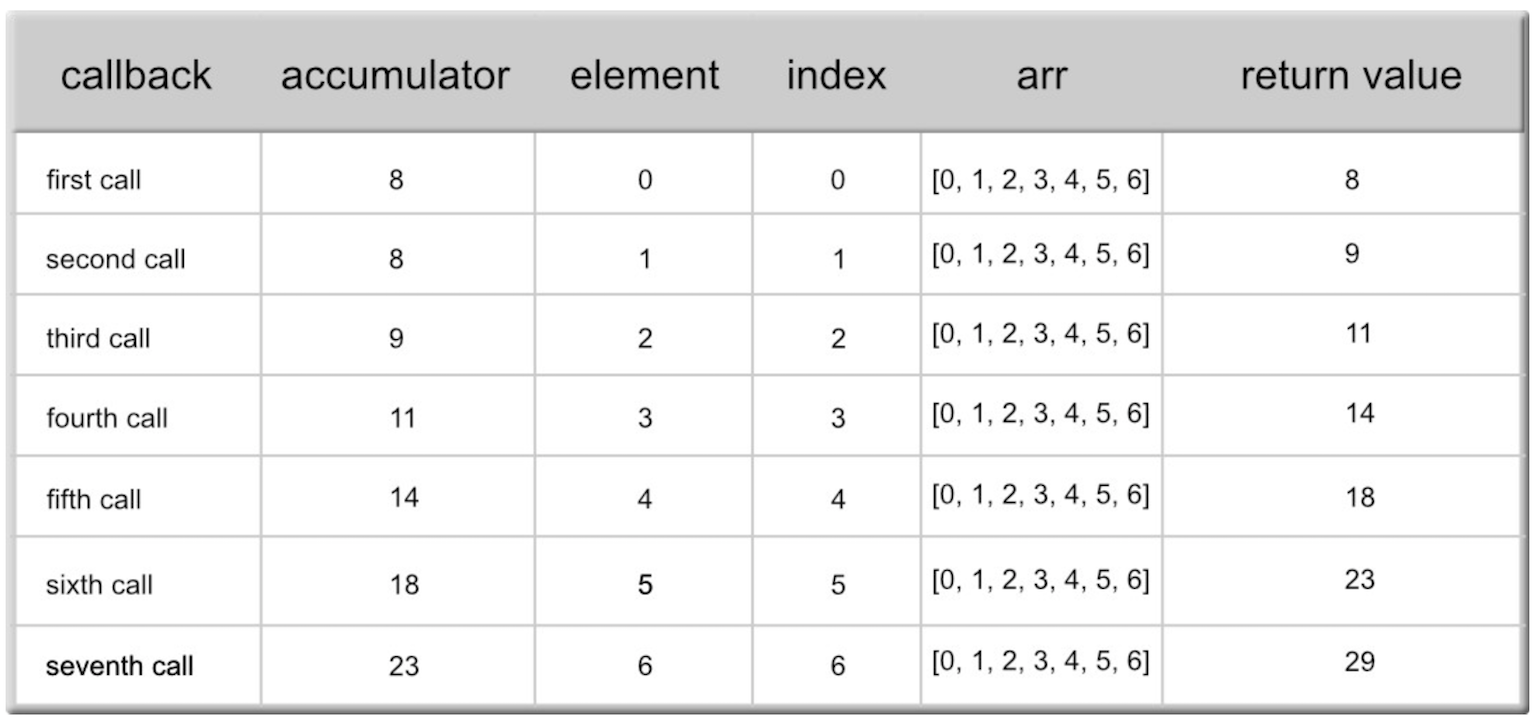 callback accumulator element index arr return value
first call 8 0 0 [0, 1, 2, 3, 4, 5, 6] 8
second call 8 1 1 [0, 1, 2, 3, 4, 5, 6] 9
third call 9 2 2 [0, 1, 2, 3, 4, 5, 6] 11
fourth call 11 3 3 [0, 1, 2, 3, 4, 5, 6] 14
fifth call 14 4 4 [0, 1, 2, 3, 4, 5, 6] 18
sixth call 18 5 5 [0, 1, 2, 3, 4, 5, 6] 23
seventh call 23 6 6 [0, 1, 2, 3, 4, 5, 6] 29